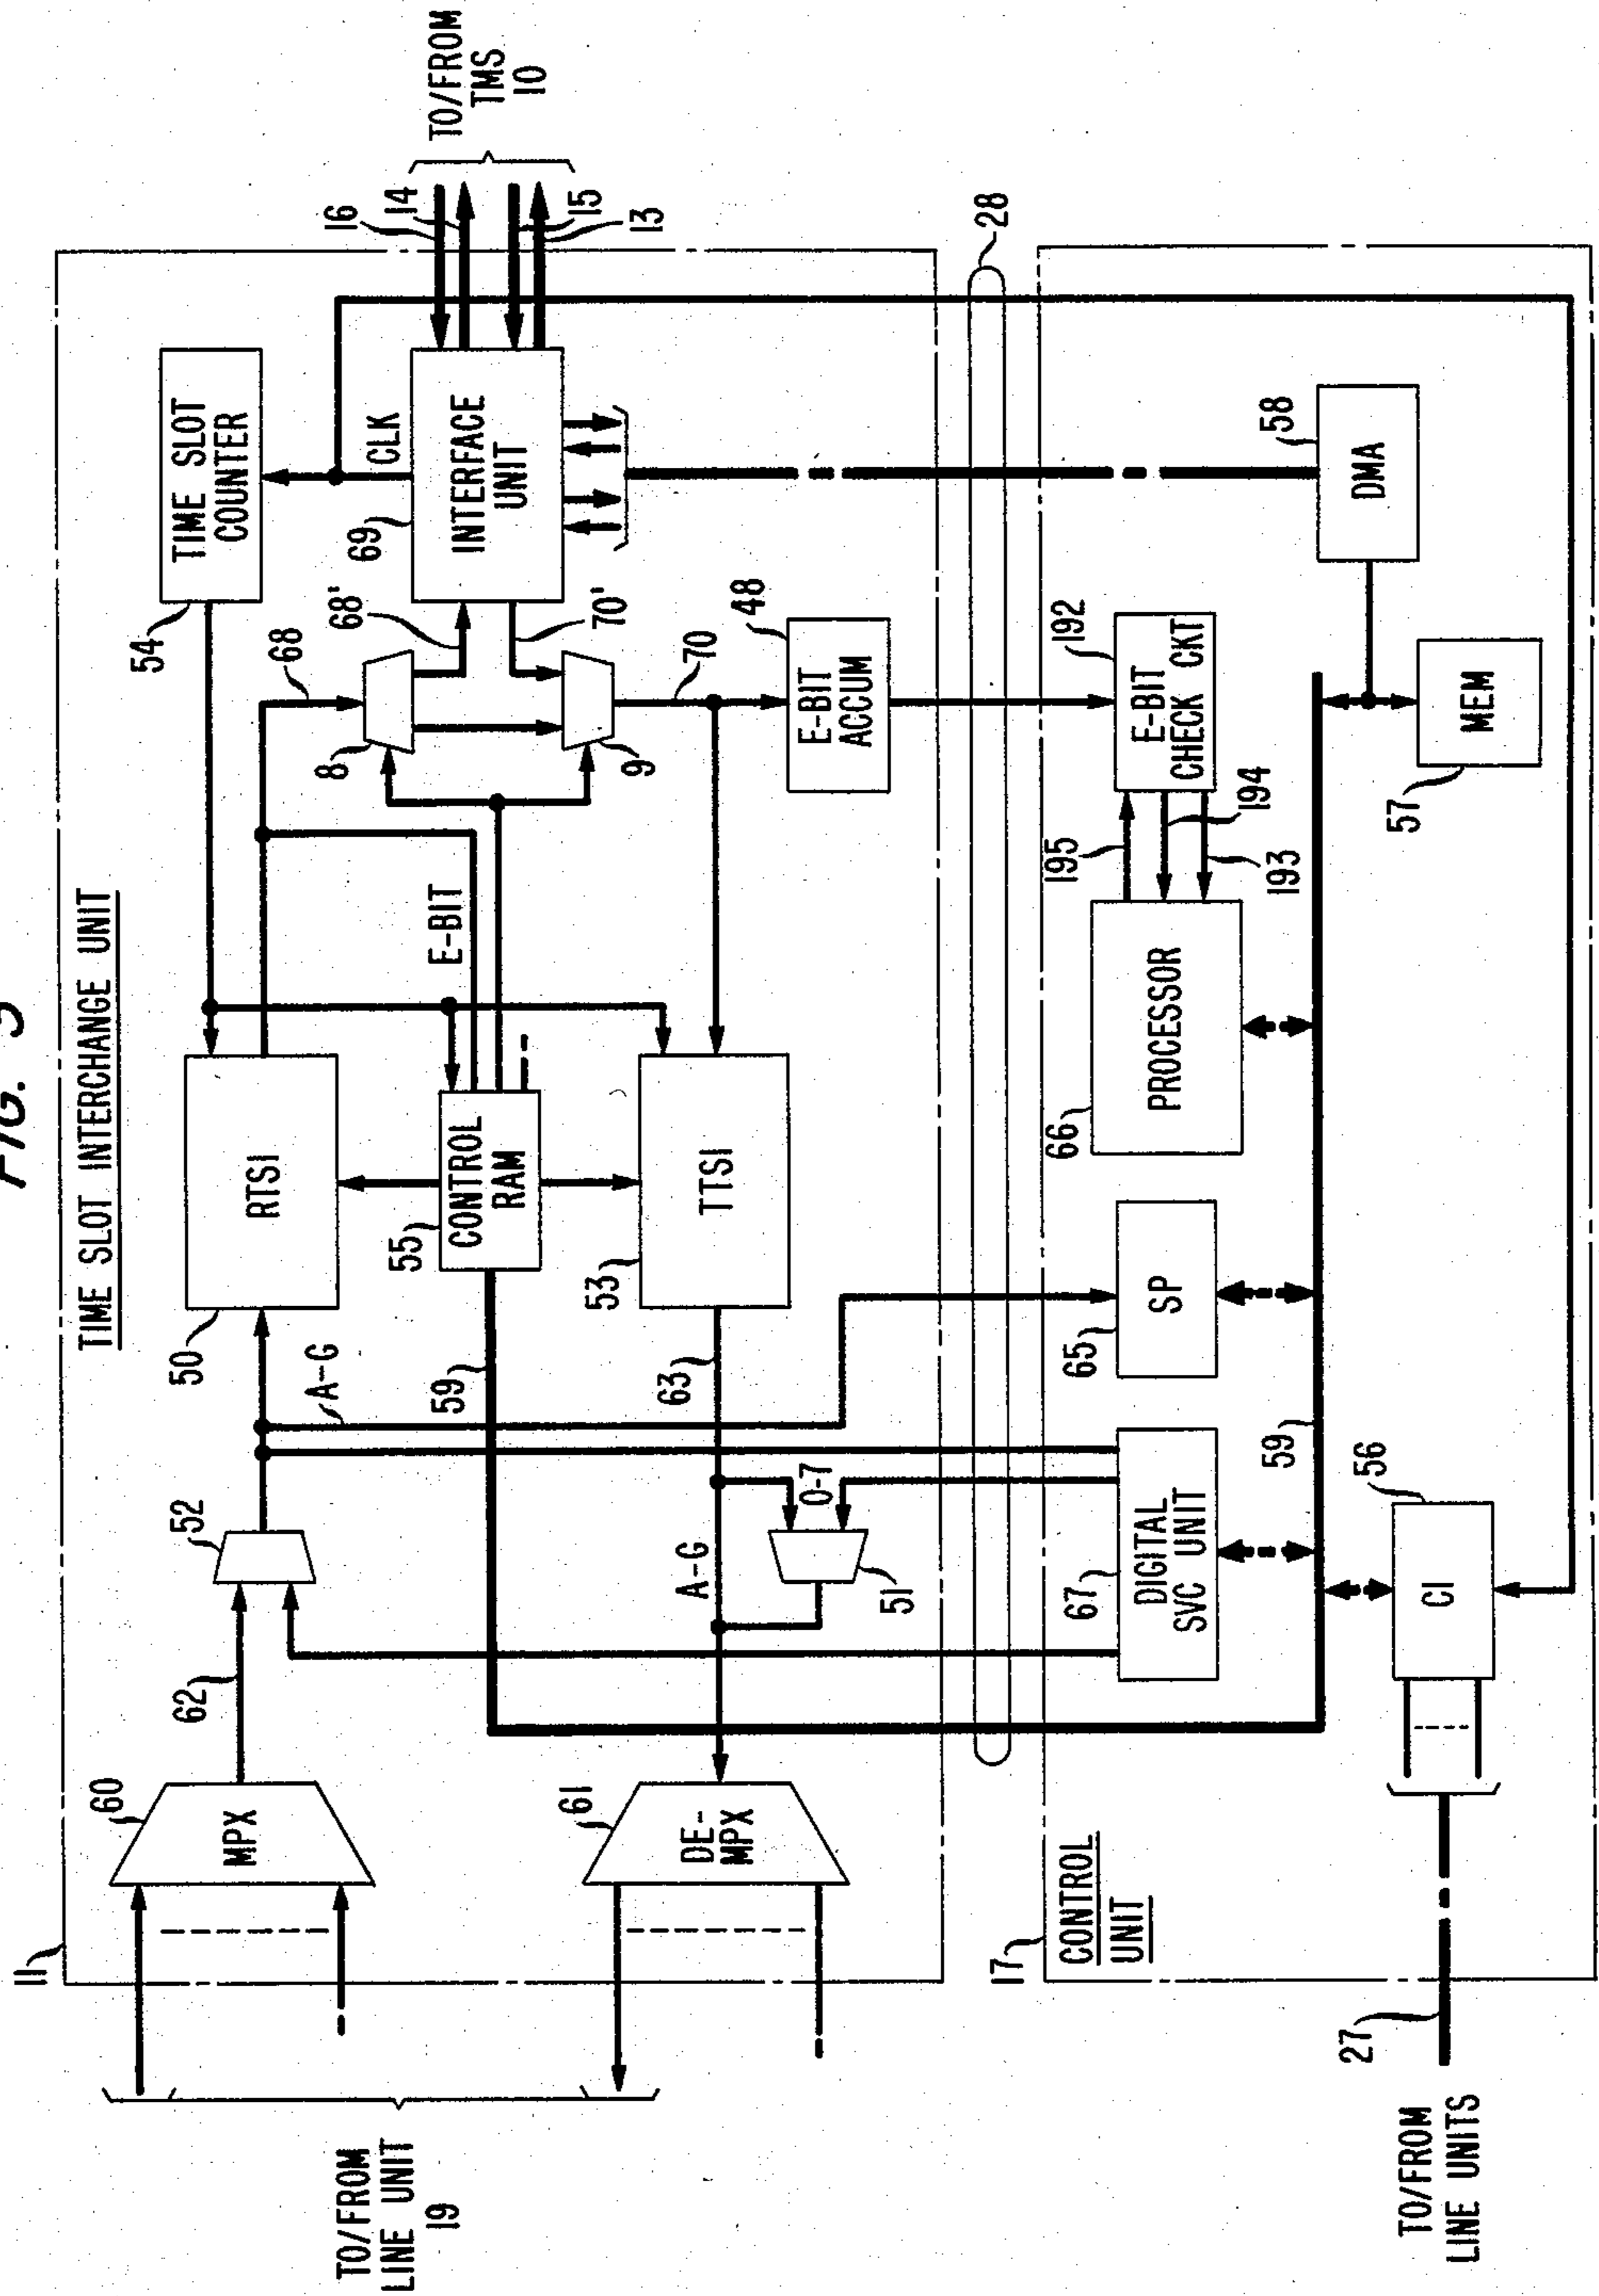 FIG. 5
TIME SLOT INTERCHANGE UNIT
11
TO/FROM
LINE UNIT
19
60
MPX
62
52
50
RTSI
A-G
54
TIME SLOT
COUNTER
CLK
69
INTERFACE
UNIT
16
14
15
13
TO/FROM
TMS
10
68
68'
8
70'
9
70
E-BIT
55
CONTROL
RAM
59
53
TTSI
63
A-G
0-7
51
61
DE-
MPX
48
E-BIT
ACCUM
28
17
CONTROL
UNIT
67
DIGITAL
SVC UNIT
65
SP
66
PROCESSOR
195
194
193
192
E-BIT
CHECK CKT
59
58
DMA
57
MEM
56
CI
27
TO/FROM
LINE UNITS